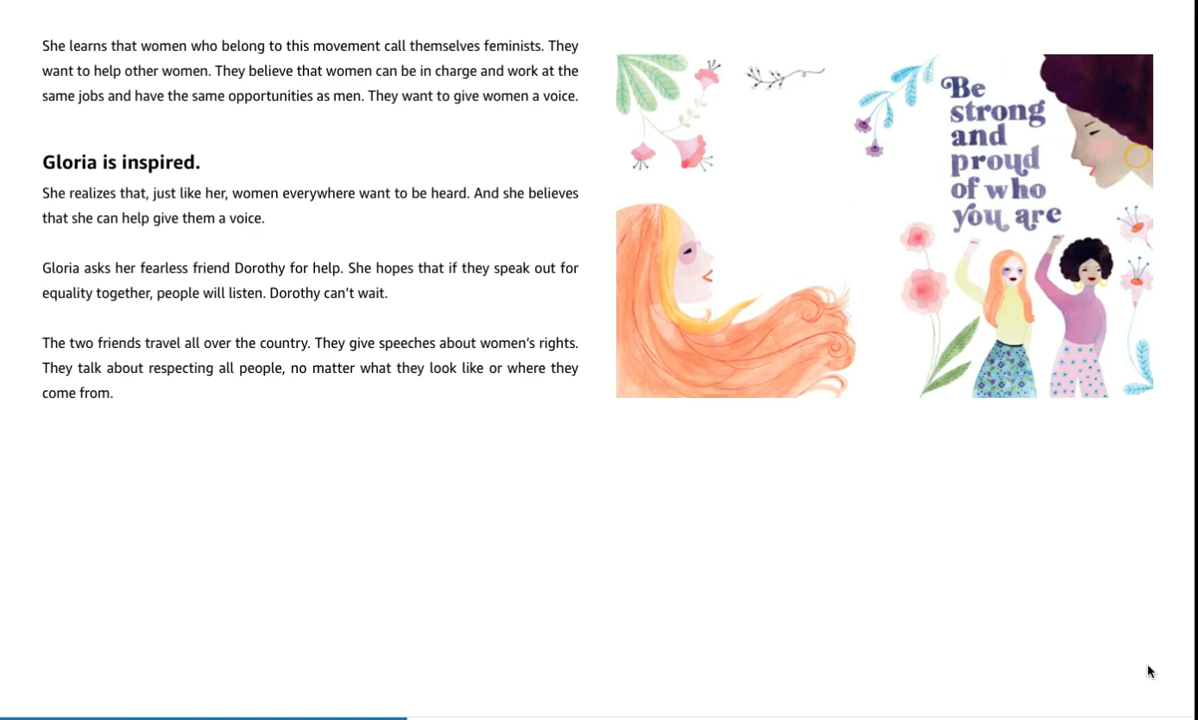 She learns that women who belong to this movement call themselves feminists. They
want to help other women. They believe that women can be in charge and work at the
same jobs and have the same opportunities as men. They want to give women a voice.
Gloria is inspired.
She realizes that, just like her, women everywhere want to be heard. And she believes
that she can help give them a voice.
Gloria asks her fearless friend Dorothy for help. She hopes that if they speak out for
equality together, people will listen. Dorothy can’t wait.
The two friends travel all over the country. They give speeches about women’s rights.
They talk about respecting all people, no matter what they look like or where they
come from.
Be
strong
and
proud
of who
you are